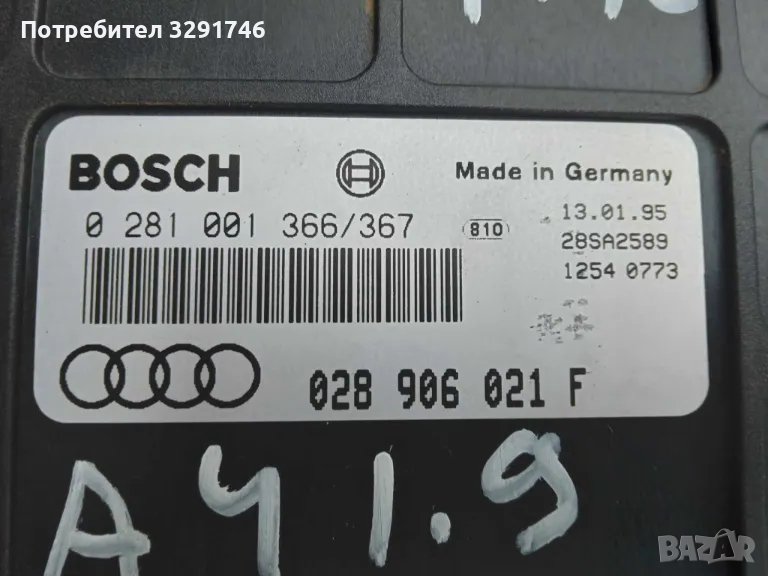 Потребител 3291746
BOSCH
Made in Germany
0 281 001 366/367
810
13.01.95
28SA2589
1254 0773
028 906 021 F
A4 1.9
BAZAR